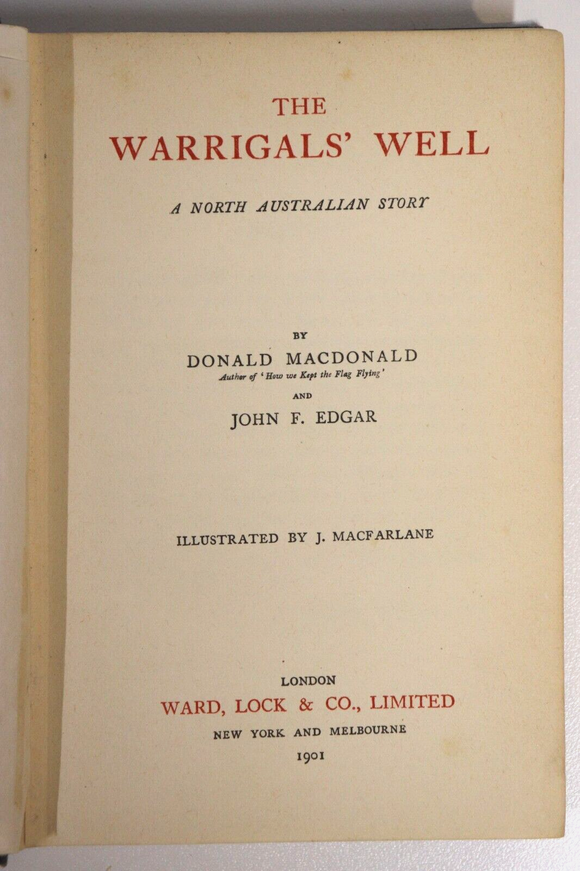 THE
WARRIGALS’ WELL
A NORTH AUSTRALIAN STORY
BY
DONALD MACDONALD
Author of ‘How we Kept the Flag Flying’
AND
JOHN F. EDGAR
ILLUSTRATED BY J. MACFARLANE
LONDON
WARD, LOCK & CO., LIMITED
NEW YORK AND MELBOURNE
1901